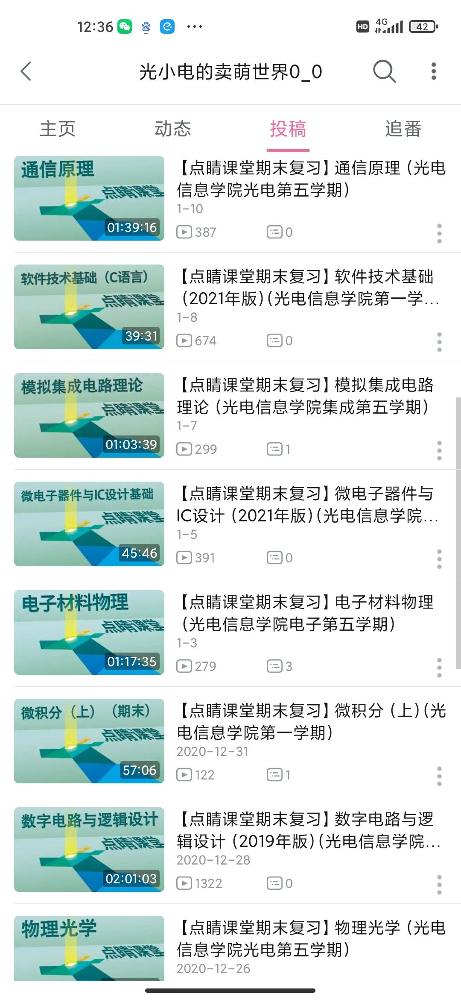 12:36
HD 4G 42
光小电的卖萌世界0_0
主页 动态 投稿 追番
通信原理
点睛课堂
01:39:16
【点睛课堂期末复习】通信原理（光电
信息学院光电第五学期）
1-10
387 0
软件技术基础（C语言）
点睛课堂
39:31
【点睛课堂期末复习】软件技术基础
（2021年版）（光电信息学院第一学...
1-8
674 0
模拟集成电路理论
点睛课堂
01:03:39
【点睛课堂期末复习】模拟集成电路
理论（光电信息学院集成第五学期）
1-7
299 1
微电子器件与IC设计基础
点睛课堂
45:46
【点睛课堂期末复习】微电子器件与
IC设计（2021年版）（光电信息学院...
1-5
391 0
电子材料物理
点睛课堂
01:17:35
【点睛课堂期末复习】电子材料物理
（光电信息学院电子第五学期）
1-3
279 3
微积分（上）（期末）
点睛课堂
57:06
【点睛课堂期末复习】微积分（上）（光
电信息学院第一学期）
2020-12-31
122 1
数字电路与逻辑设计
点睛课堂
02:01:03
【点睛课堂期末复习】数字电路与逻
辑设计（2019年版）（光电信息学院...
2020-12-28
1322 0
物理光学
点睛课堂
【点睛课堂期末复习】物理光学（光电
信息学院光电第五学期）
2020-12-26